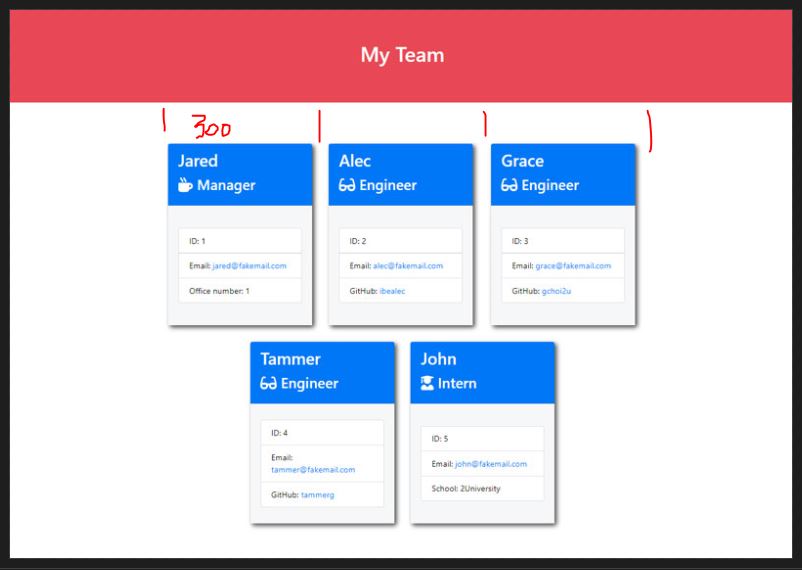 My Team
300
Jared
Manager
ID: 1
Email: jared@fakemail.com
Office number: 1
Alec
Engineer
ID: 2
Email: alec@fakemail.com
GitHub: ibealec
Grace
Engineer
ID: 3
Email: grace@fakemail.com
GitHub: gchoi2u
Tammer
Engineer
ID: 4
Email:
tammer@fakemail.com
GitHub: tammerg
John
Intern
ID: 5
Email: john@fakemail.com
School: 2University